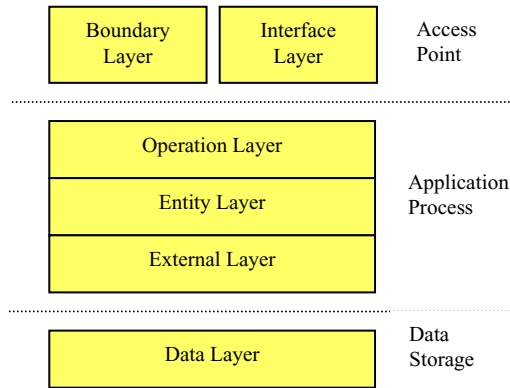 Boundary
Layer
Interface
Layer
Access
Point
Operation Layer
Entity Layer
External Layer
Application
Process
Data Layer
Data
Storage